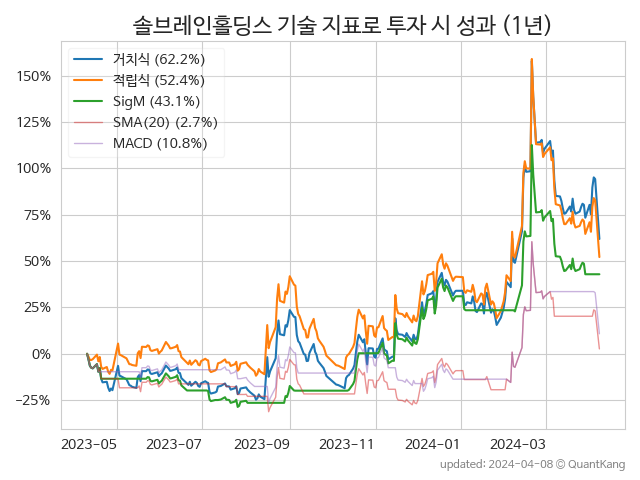 솔브레인홀딩스 기술 지표로 투자 시 성과 (1년)
거치식 (62.2%)
적립식 (52.4%)
SigM (43.1%)
SMA(20) (2.7%)
MACD (10.8%)
150%
125%
100%
75%
50%
25%
0%
−25%
2023-05 2023-07 2023-09 2023-11 2024-01 2024-03
updated: 2024-04-08 @ QuantKang